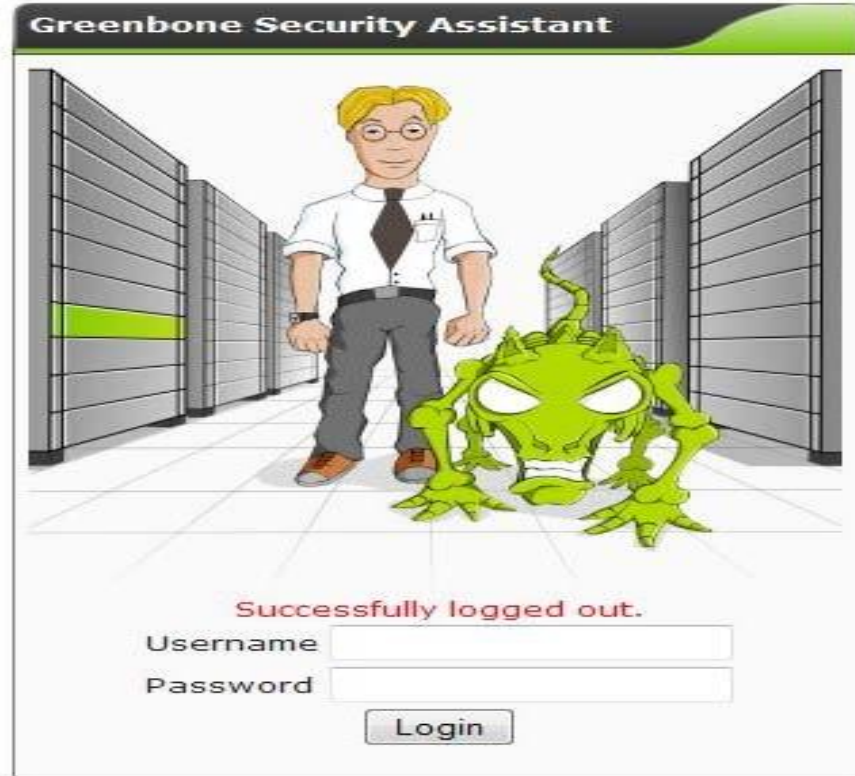 Greenbone Security Assistant
Successfully logged out.
Username
Password
Login